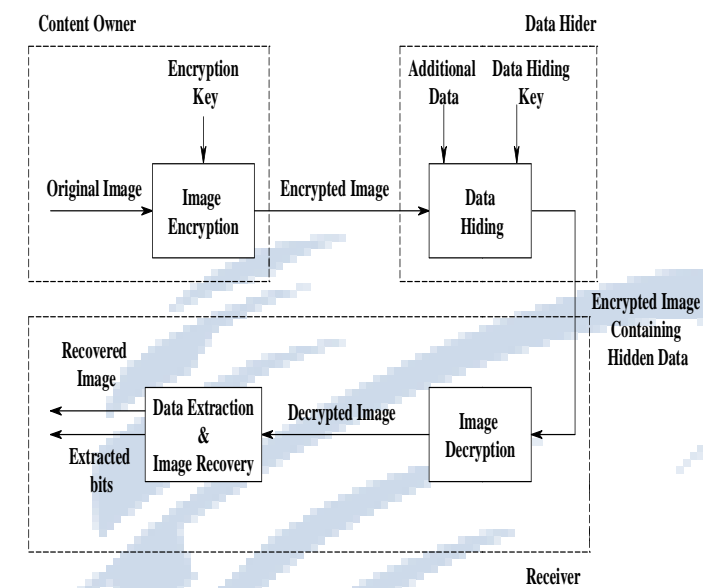 Content Owner
Data Hider
Encryption
Key
Additional
Data
Data Hiding
Key
Original Image
Image
Encryption
Encrypted Image
Data
Hiding
Encrypted Image
Containing
Hidden Data
Recovered
Image
Data Extraction
&
Image Recovery
Decrypted Image
Image
Decryption
Extracted
bits
Receiver